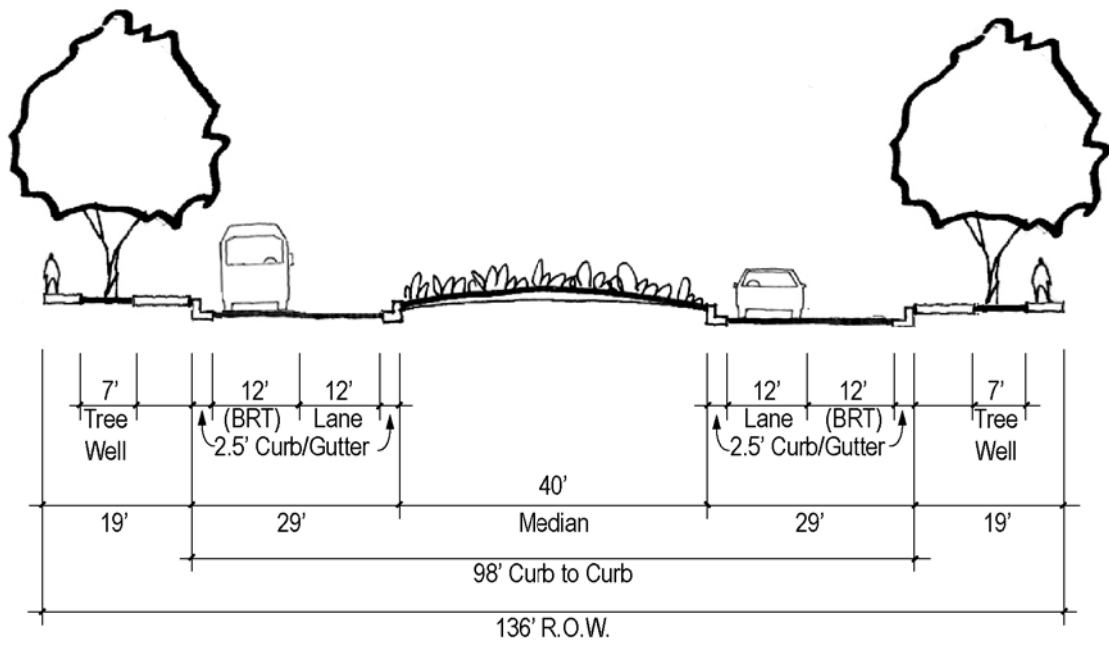 7' 12' 12' 12' 12' 7'
Tree (BRT) Lane Lane (BRT) Tree
Well 2.5' Curb/Gutter 2.5' Curb/Gutter Well
40'
19' 29' Median 29' 19'
98' Curb to Curb
136' R.O.W.